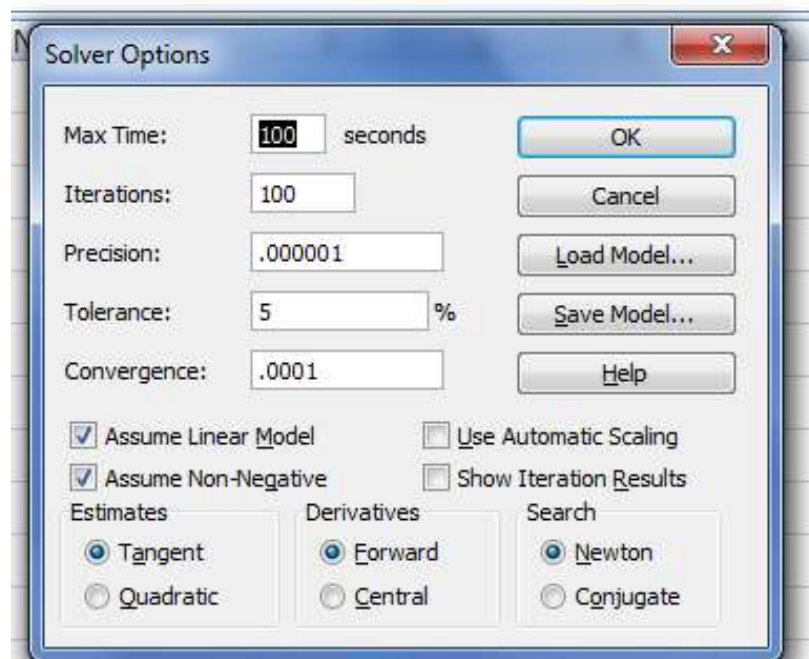 Solver Options
Max Time: 100 seconds OK
Iterations: 100 Cancel
Precision: .000001 Load Model...
Tolerance: 5 % Save Model...
Convergence: .0001 Help
Assume Linear Model Use Automatic Scaling
Assume Non-Negative Show Iteration Results
Estimates Derivatives Search
Tangent Forward Newton
Quadratic Central Conjugate